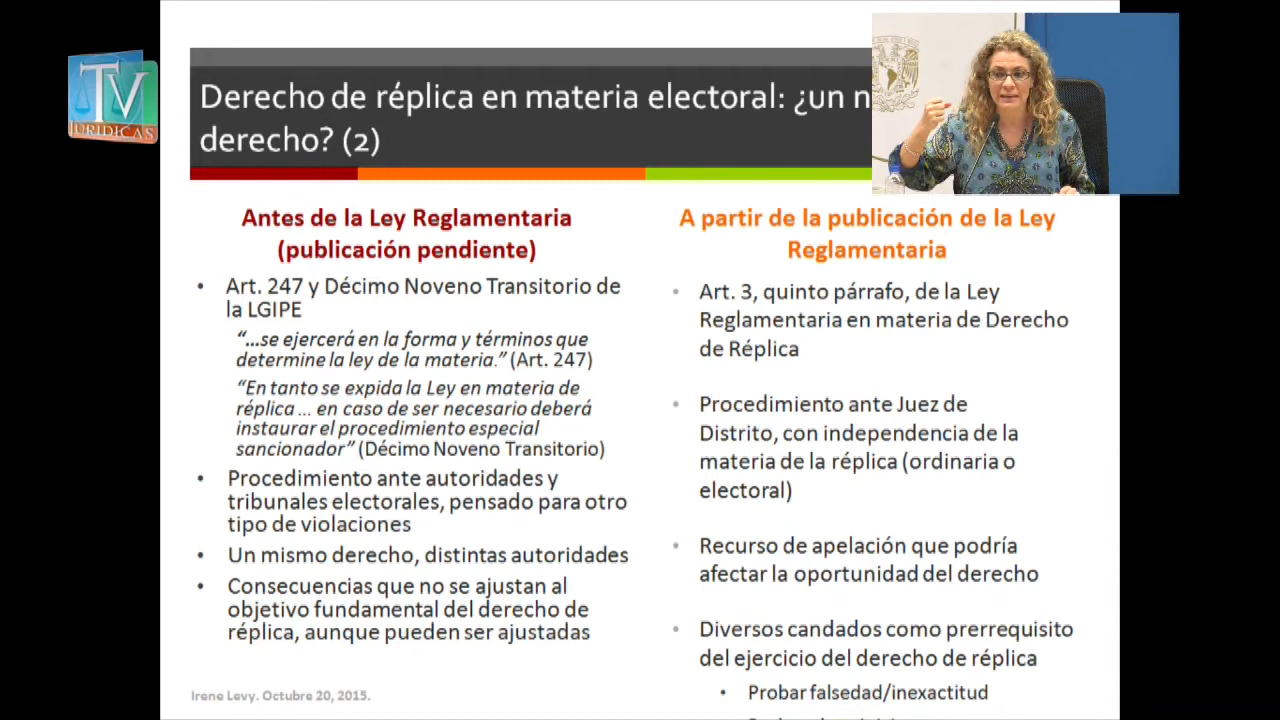 TV
JURIDICAS
Derecho de réplica en materia electoral: ¿un n
derecho? (2)
Antes de la Ley Reglamentaria
(publicación pendiente)
• Art. 247 y Décimo Noveno Transitorio de
la LGIPE
“…se ejercerá en la forma y términos que
determine la ley de la materia.” (Art. 247)
“En tanto se expida la Ley en materia de
réplica … en caso de ser necesario deberá
instaurar el procedimiento especial
sancionador” (Décimo Noveno Transitorio)
• Procedimiento ante autoridades y
tribunales electorales, pensado para otro
tipo de violaciones
• Un mismo derecho, distintas autoridades
• Consecuencias que no se ajustan al
objetivo fundamental del derecho de
réplica, aunque pueden ser ajustadas
A partir de la publicación de la Ley
Reglamentaria
• Art. 3, quinto párrafo, de la Ley
Reglamentaria en materia de Derecho
de Réplica
• Procedimiento ante Juez de
Distrito, con independencia de la
materia de la réplica (ordinaria o
electoral)
• Recurso de apelación que podría
afectar la oportunidad del derecho
• Diversos candados como prerrequisito
del ejercicio del derecho de réplica
• Probar falsedad/inexactitud
Irene Levy. Octubre 20, 2015.